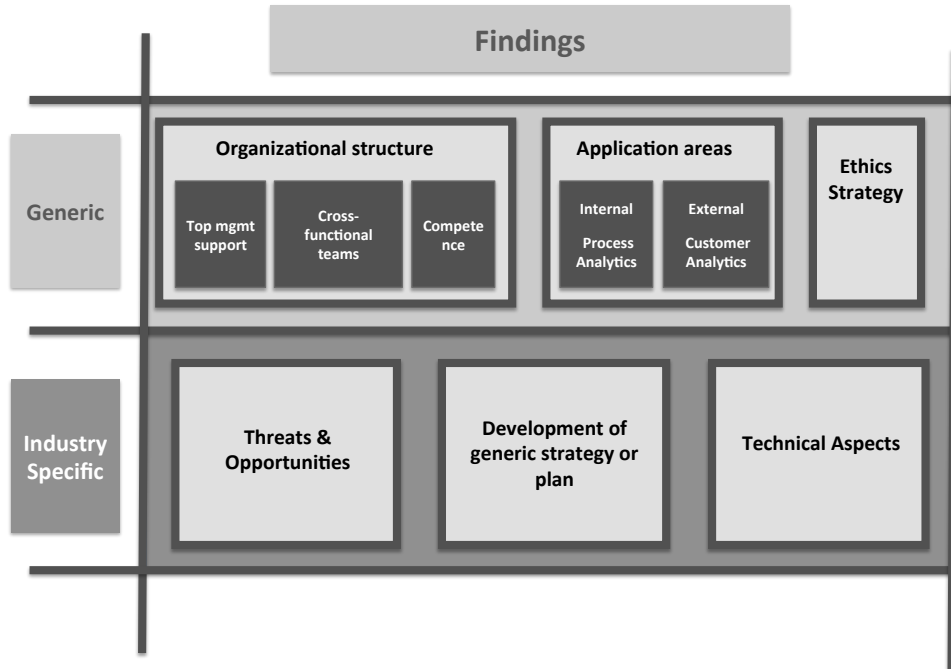 Findings
Generic
Organizational structure
Top mgmt
support
Cross-
functional
teams
Compete
nce
Application areas
Internal
Process
Analytics
External
Customer
Analytics
Ethics
Strategy
Industry
Specific
Threats &
Opportunities
Development of
generic strategy or
plan
Technical Aspects